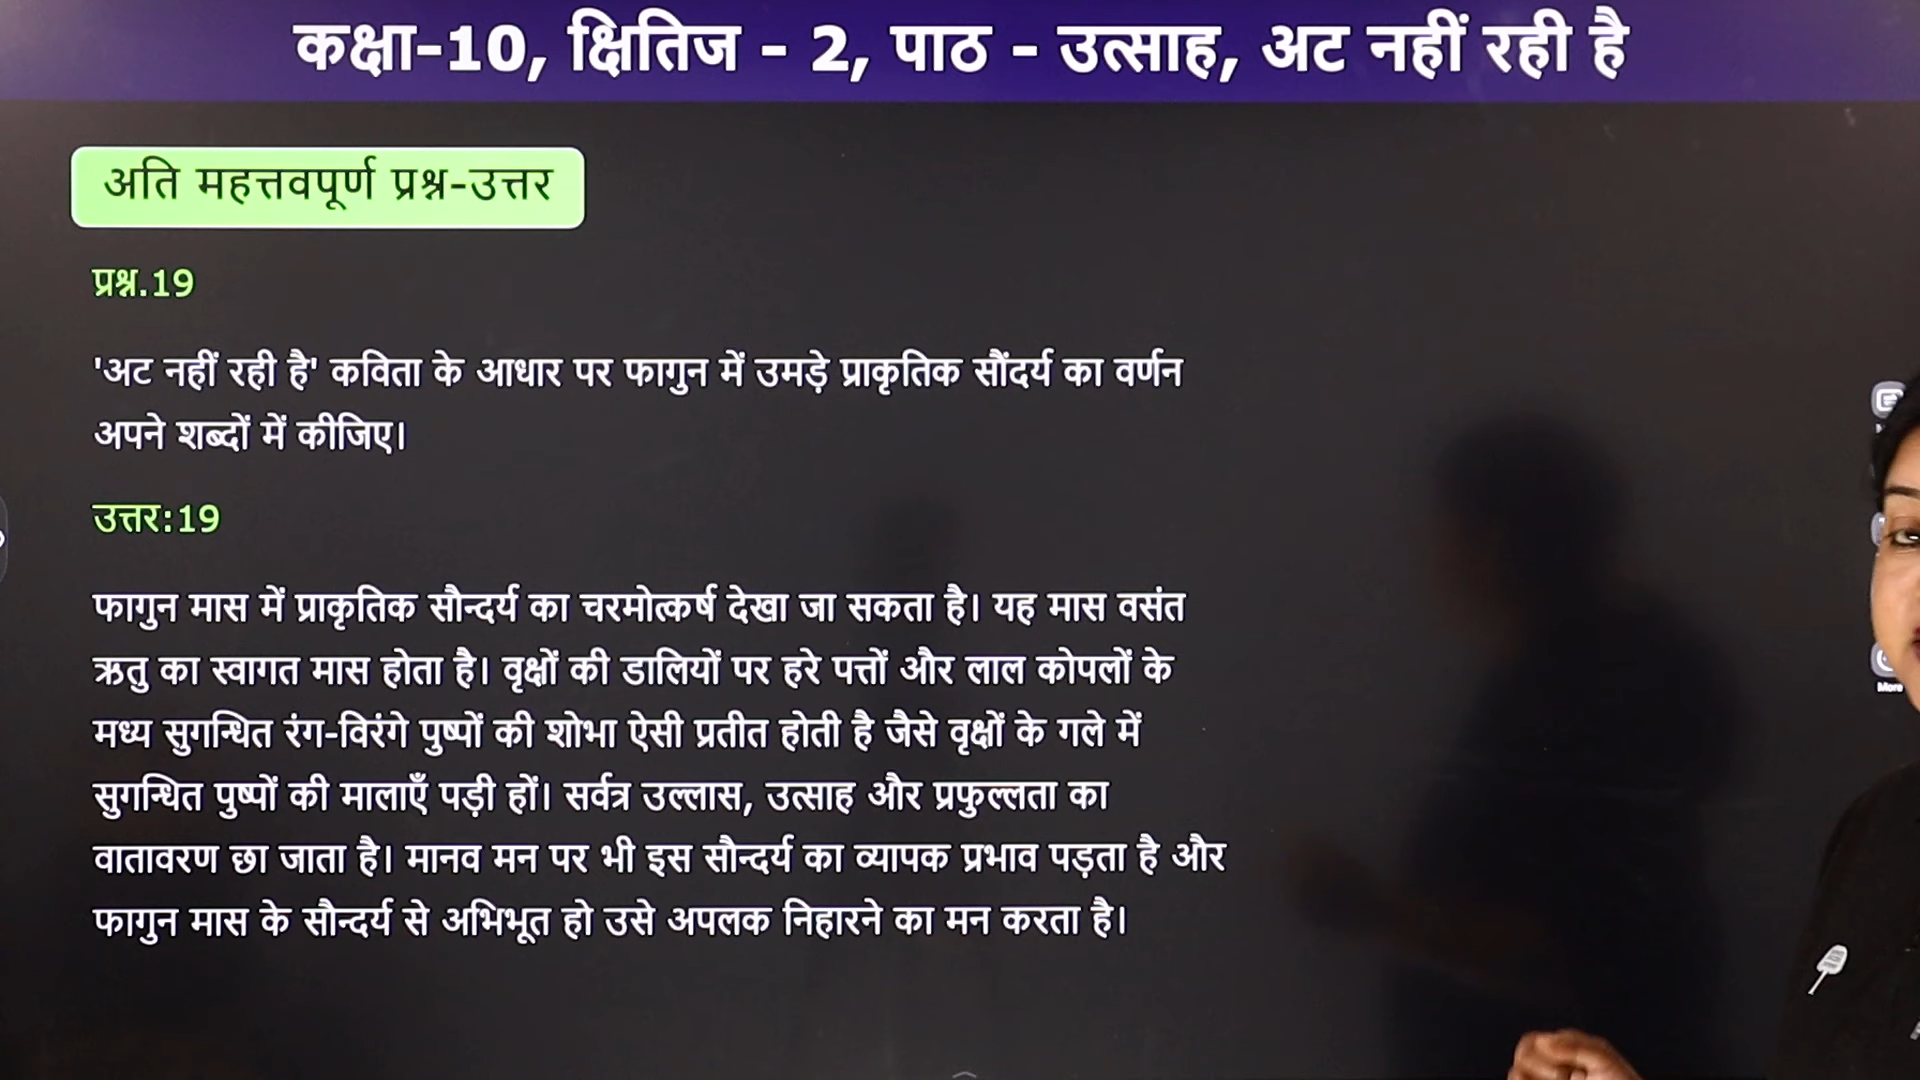 कक्षा-10, क्षितिज - 2, पाठ - उत्साह, अट नहीं रही है
अति महत्तवपूर्ण प्रश्न-उत्तर
प्रश्न.19
'अट नहीं रही है' कविता के आधार पर फागुन में उमड़े प्राकृतिक सौंदर्य का वर्णन
अपने शब्दों में कीजिए।
उत्तर:19
फागुन मास में प्राकृतिक सौन्दर्य का चरमोत्कर्ष देखा जा सकता है। यह मास वसंत
ऋतु का स्वागत मास होता है। वृक्षों की डालियों पर हरे पत्तों और लाल कोपलों के
मध्य सुगन्धित रंग-विरंगे पुष्पों की शोभा ऐसी प्रतीत होती है जैसे वृक्षों के गले में
सुगन्धित पुष्पों की मालाएँ पड़ी हों। सर्वत्र उल्लास, उत्साह और प्रफुल्लता का
वातावरण छा जाता है। मानव मन पर भी इस सौन्दर्य का व्यापक प्रभाव पड़ता है और
फागुन मास के सौन्दर्य से अभिभूत हो उसे अपलक निहारने का मन करता है।
More